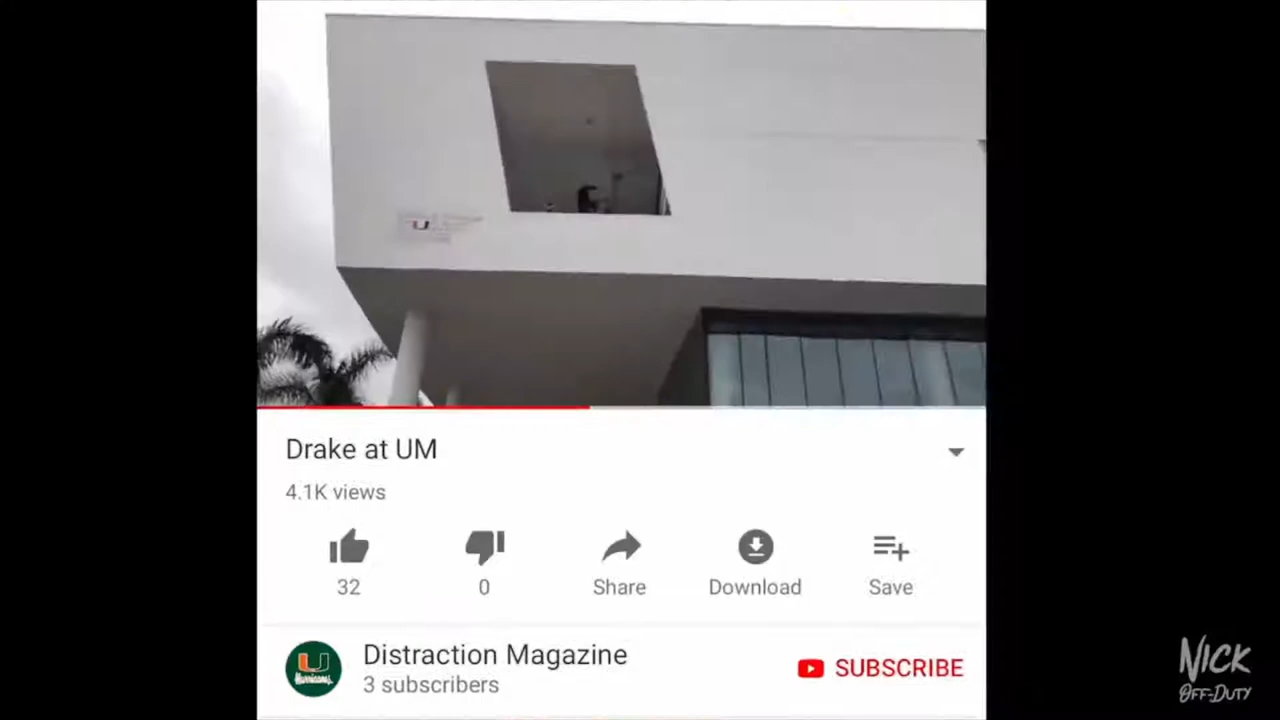 U
Drake at UM
4.1K views
32
0
Share
Download
Save
U
Hurricanes
Distraction Magazine
3 subscribers
SUBSCRIBE
NICK
OFF-DUTY